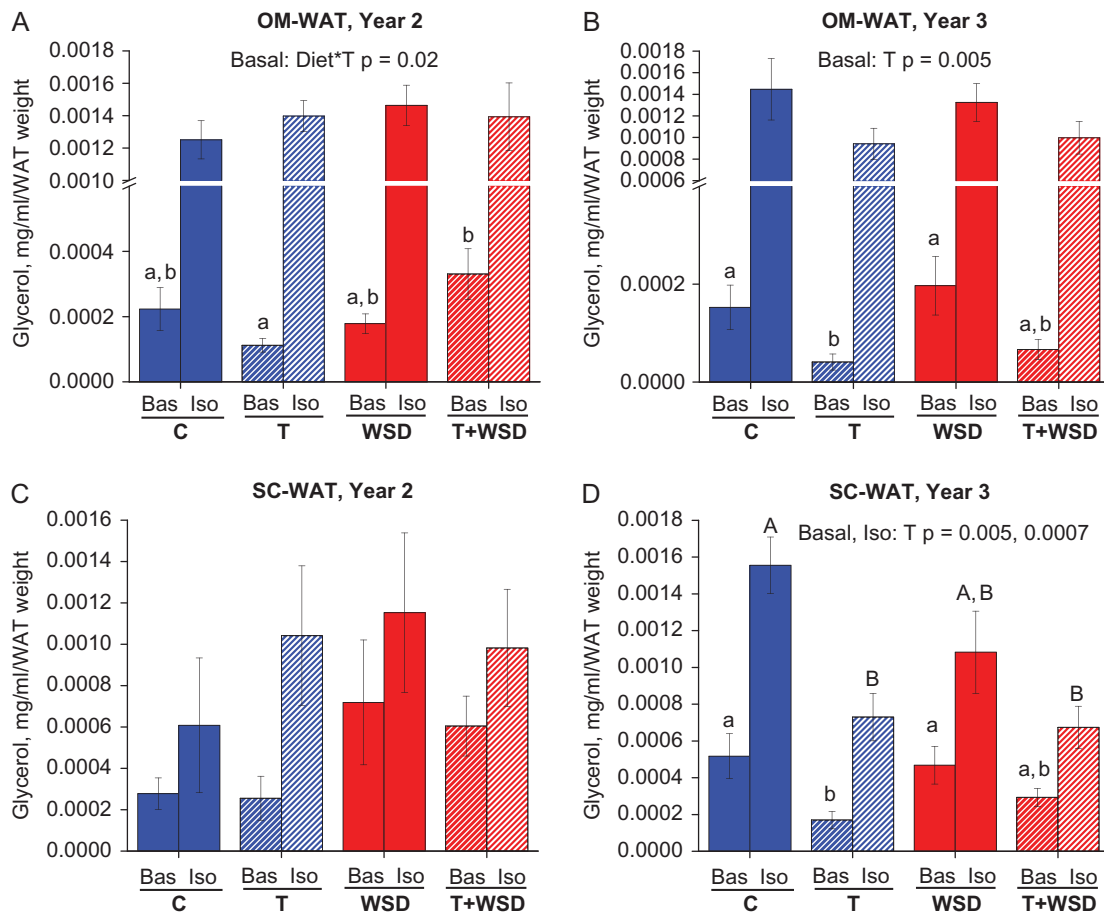 A
OM-WAT, Year 2
Basal: Diet*T p = 0.02
Glycerol, mg/ml/WAT weight
0.0018
0.0016
0.0014
0.0012
0.0010
0.0004
0.0002
0.0000
a,b
a
a,b
b
Bas Iso Bas Iso Bas Iso Bas Iso
C T WSD T+WSD
B
OM-WAT, Year 3
Basal: T p = 0.005
Glycerol, mg/ml/WAT weight
0.0018
0.0016
0.0014
0.0012
0.0010
0.0008
0.0006
0.0002
0.0000
a
b
a
a,b
Bas Iso Bas Iso Bas Iso Bas Iso
C T WSD T+WSD
C
SC-WAT, Year 2
Glycerol, mg/ml/WAT weight
0.0016
0.0014
0.0012
0.0010
0.0008
0.0006
0.0004
0.0002
0.0000
Bas Iso Bas Iso Bas Iso Bas Iso
C T WSD T+WSD
D
SC-WAT, Year 3
Basal, Iso: T p = 0.005, 0.0007
Glycerol, mg/ml/WAT weight
0.0018
0.0016
0.0014
0.0012
0.0010
0.0008
0.0006
0.0004
0.0002
0.0000
a
A
b
B
a
A,B
a,b
B
Bas Iso Bas Iso Bas Iso Bas Iso
C T WSD T+WSD